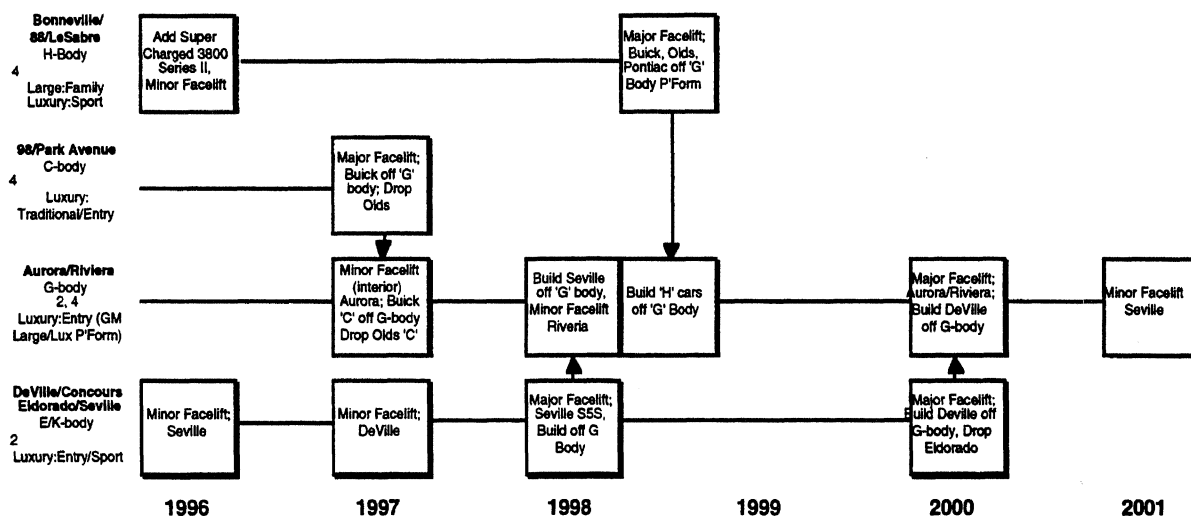 Bonneville/
88/LeSabre
H-Body
4
Large:Family
Luxury:Sport
Add Super
Charged 3800
Series II,
Minor Facelift
Major Facelift;
Buick, Olds,
Pontiac off 'G'
Body P'Form
98/Park Avenue
C-body
4
Luxury:
Traditional/Entry
Major Facelift;
Buick off 'G'
body; Drop
Olds
Aurora/Riviera
G-body
2, 4
Luxury:Entry (GM
Large/Lux P'Form)
Minor Facelift
(interior)
Aurora; Buick
'C' off G-body
Drop Olds 'C'
Build Seville
off 'G' body,
Minor Facelift
Riveria
Build 'H' cars
off 'G' Body
Major Facelift;
Aurora/Riviera;
Build DeVille
off G-body
Minor Facelift
Seville
DeVille/Concours
Eldorado/Seville
E/K-body
2
Luxury:Entry/Sport
Minor Facelift;
Seville
Minor Facelift;
DeVille
Major Facelift;
Seville S5S,
Build off G
Body
Major Facelift;
Build Deville off
G-body, Drop
Eldorado
1996
1997
1998
1999
2000
2001